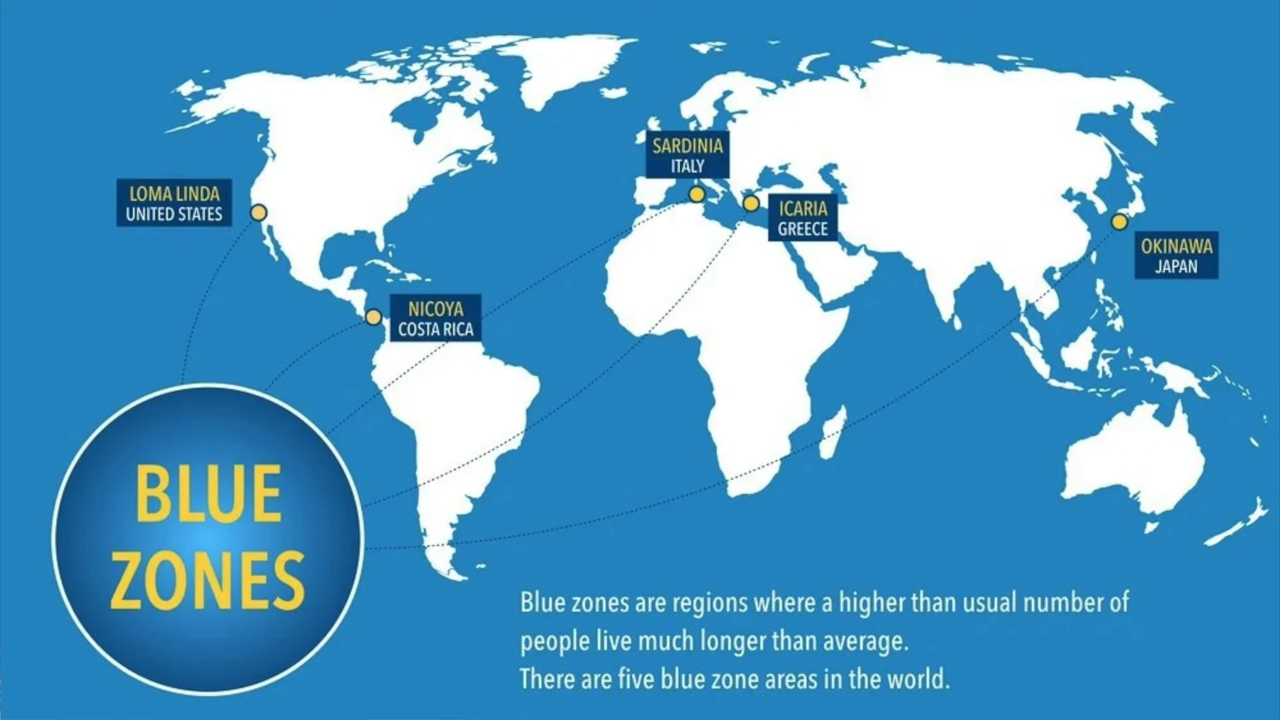 SARDINIA
ITALY
LOMA LINDA
UNITED STATES
ICARIA
GREECE
OKINAWA
JAPAN
NICOYA
COSTA RICA
BLUE
ZONES
Blue zones are regions where a higher than usual number of
people live much longer than average.
There are five blue zone areas in the world.